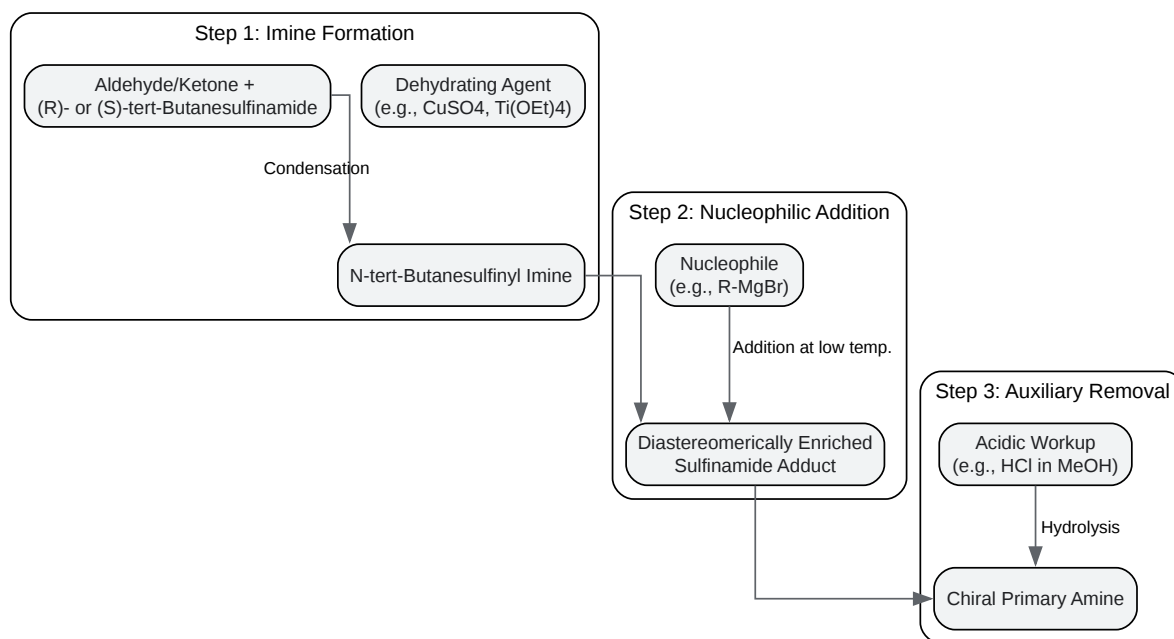 Step 1: Imine Formation
Aldehyde/Ketone +
(R)- or (S)-tert-Butanesulfinamide
Dehydrating Agent
(e.g., CuSO4, Ti(OEt)4)
Condensation
N-tert-Butanesulfinyl Imine
Step 2: Nucleophilic Addition
Nucleophile
(e.g., R-MgBr)
Addition at low temp.
Diastereomerically Enriched
Sulfinamide Adduct
Step 3: Auxiliary Removal
Acidic Workup
(e.g., HCl in MeOH)
Hydrolysis
Chiral Primary Amine